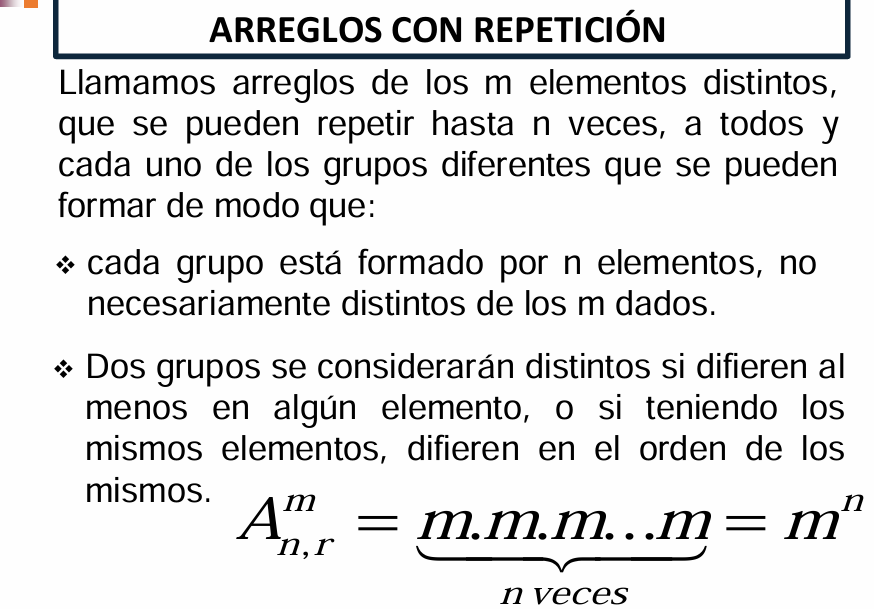 ARREGLOS CON REPETICIÓN
Llamamos arreglos de los m elementos distintos,
que se pueden repetir hasta n veces, a todos y
cada uno de los grupos diferentes que se pueden
formar de modo que:
❖ cada grupo está formado por n elementos, no
necesariamente distintos de los m dados.
❖ Dos grupos se considerarán distintos si difieren al
menos en algún elemento, o si teniendo los
mismos elementos, difieren en el orden de los
mismos.
A^m_{n,r} = m.m.m...m = m^n
n veces